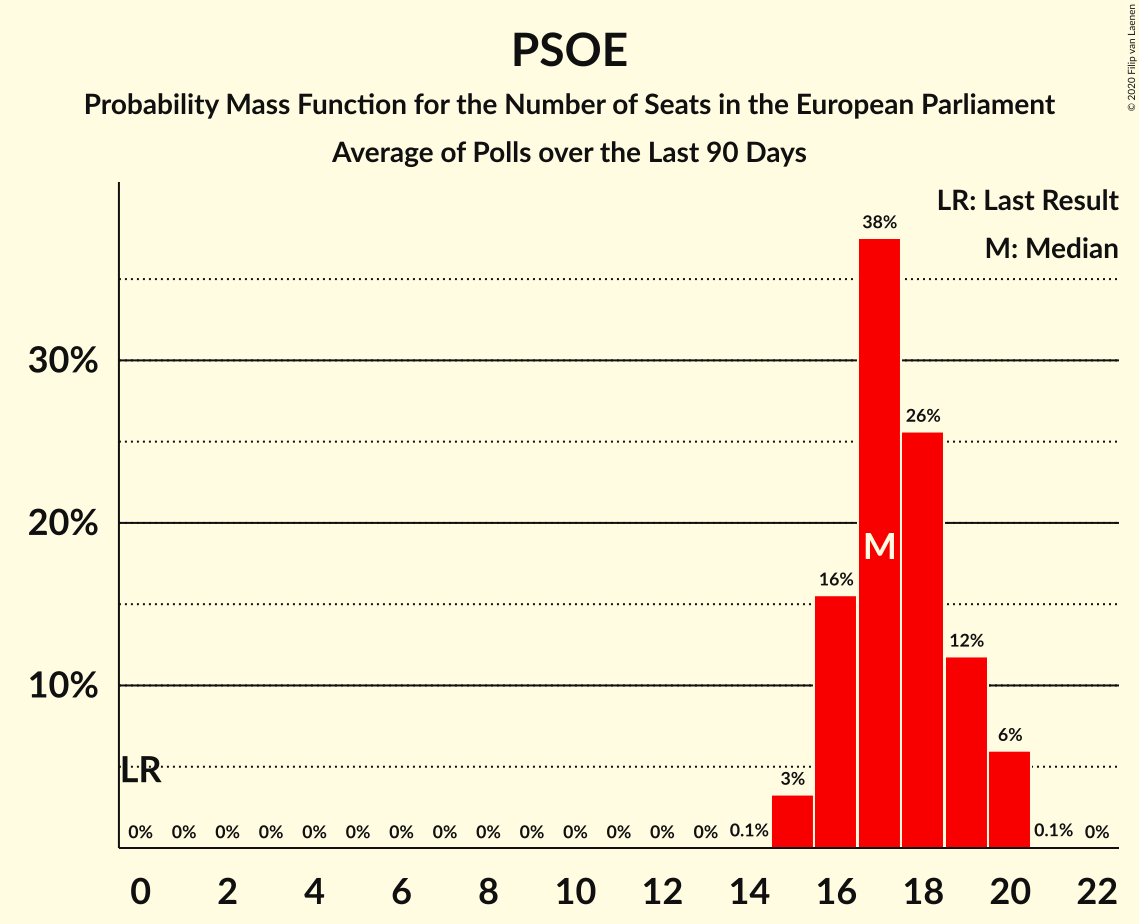 PSOE
Probability Mass Function for the Number of Seats in the European Parliament
Average of Polls over the Last 90 Days
© 2020 Filip van Laenen
LR: Last Result
M: Median
38%
30%
26%
20%
M
16%
12%
10%
6%
LR
3%
0% 0% 0% 0% 0% 0% 0% 0% 0% 0% 0% 0% 0% 0% 0.1% 0.1% 0%
0 2 4 6 8 10 12 14 16 18 20 22